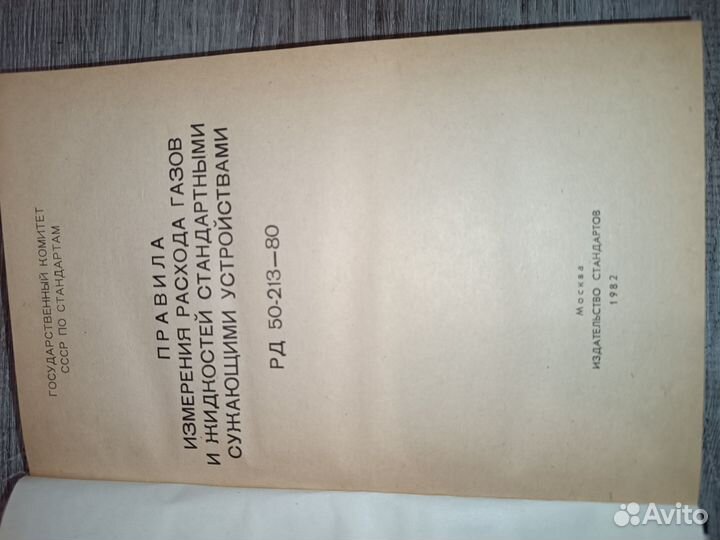 ГОСУДАРСТВЕННЫЙ КОМИТЕТ
СССР ПО СТАНДАРТАМ
ПРАВИЛА
ИЗМЕРЕНИЯ РАСХОДА ГАЗОВ
И ЖИДКОСТЕЙ СТАНДАРТНЫМИ
СУЖАЮЩИМИ УСТРОЙСТВАМИ
РД 50-213—80
Москва
ИЗДАТЕЛЬСТВО СТАНДАРТОВ
1982
Avito